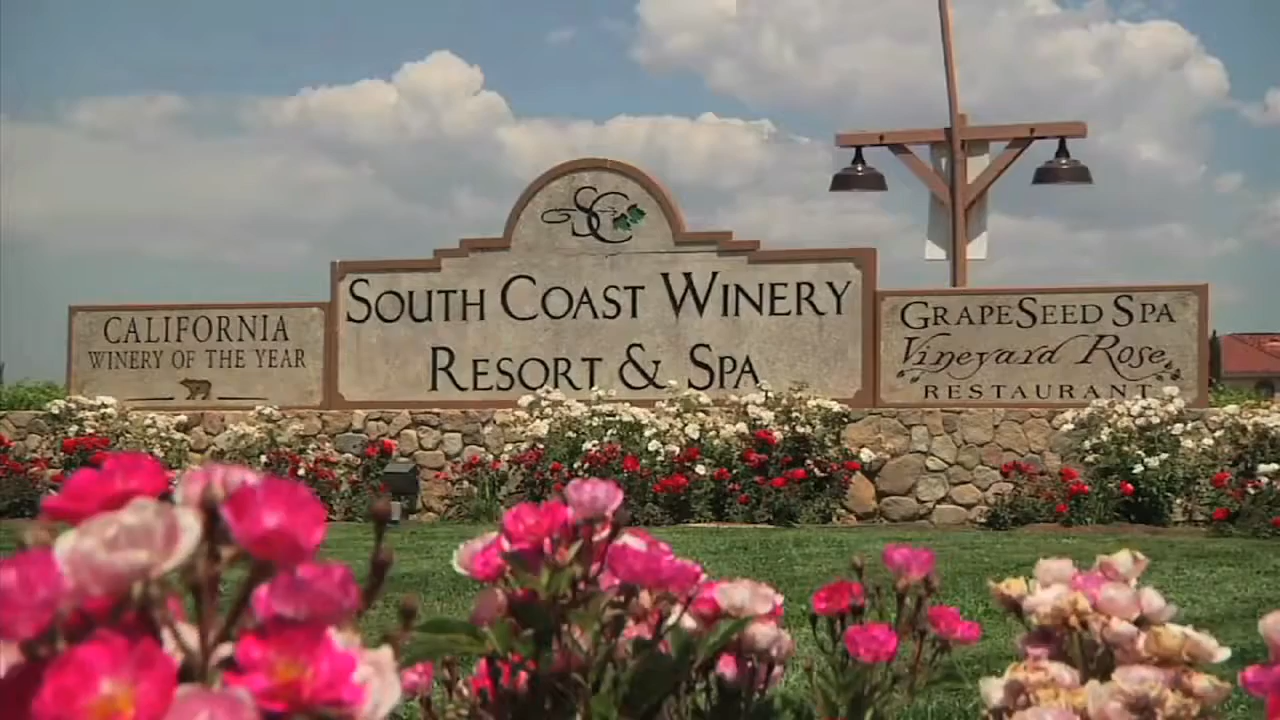 SC
CALIFORNIA
WINERY OF THE YEAR
SOUTH COAST WINERY
RESORT & SPA
GRAPESEED SPA
Vineyard Rose
RESTAURANT